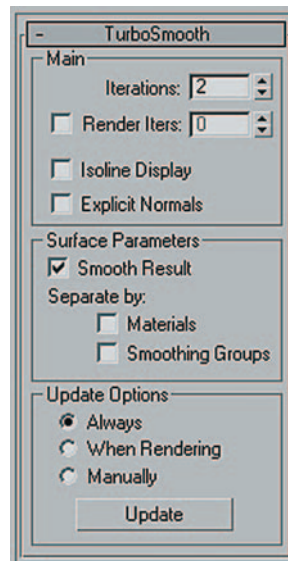 - TurboSmooth
Main
Iterations: 2
Render Iters: 0
Isoline Display
Explicit Normals
Surface Parameters
Smooth Result
Separate by:
Materials
Smoothing Groups
Update Options
Always
When Rendering
Manually
Update